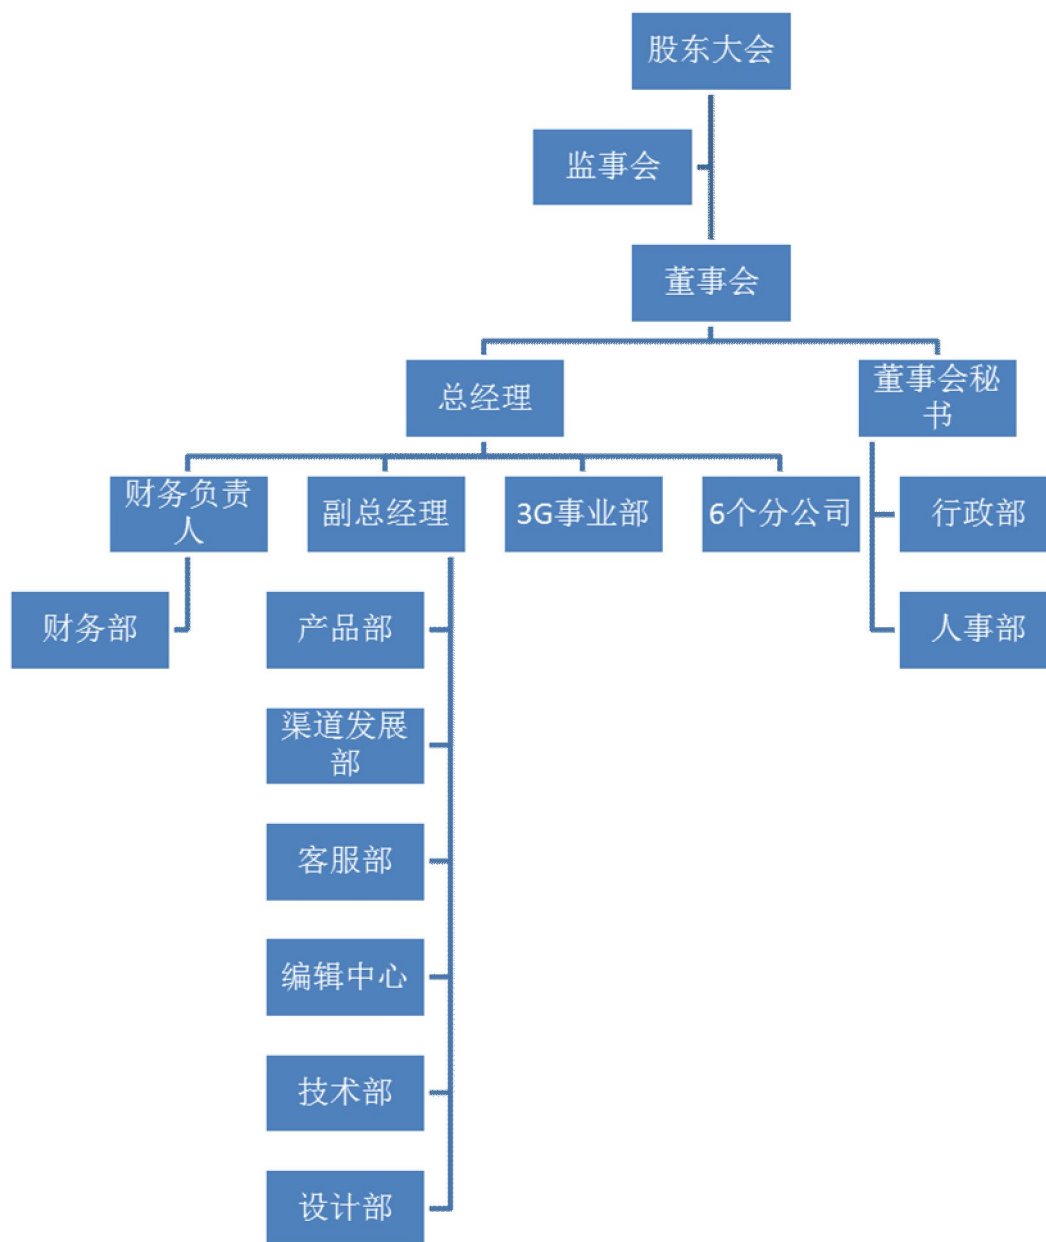 股东大会
监事会
董事会
总经理
董事会秘
书
财务负责
人
副总经理
3G事业部
6个分公司
行政部
财务部
产品部
人事部
渠道发展
部
客服部
编辑中心
技术部
设计部